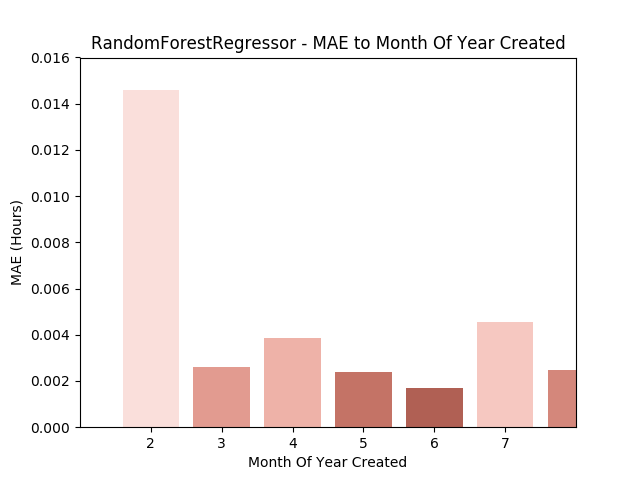 RandomForestRegressor - MAE to Month Of Year Created
0.016
0.014
0.012
0.010
0.008
0.006
0.004
0.002
0.000
MAE (Hours)
2 3 4 5 6 7
Month Of Year Created